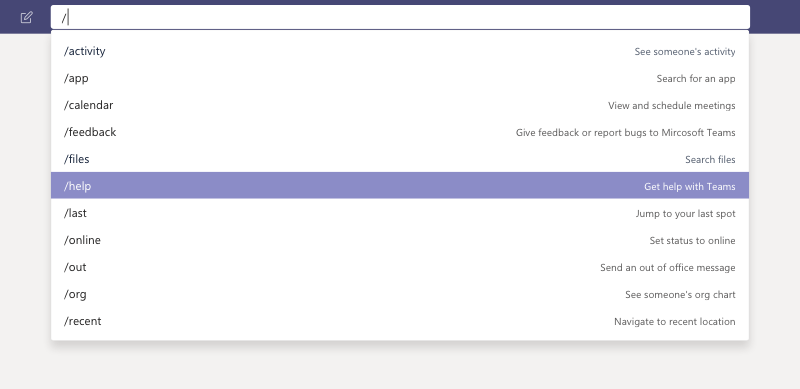 /
/activity See someone's activity
/app Search for an app
/calendar View and schedule meetings
/feedback Give feedback or report bugs to Mircosoft Teams
/files Search files
/help Get help with Teams
/last Jump to your last spot
/online Set status to online
/out Send an out of office message
/org See someone's org chart
/recent Navigate to recent location